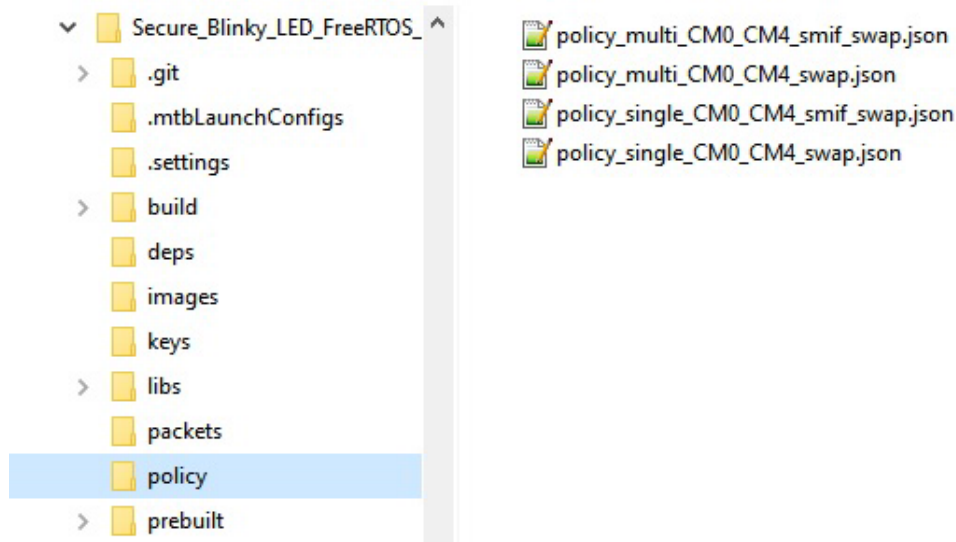 Secure_Blinky_LED_FreeRTOS_
.git
.mtbLaunchConfigs
.settings
build
deps
images
keys
libs
packets
policy
prebuilt
policy_multi_CM0_CM4_smif_swap.json
policy_multi_CM0_CM4_swap.json
policy_single_CM0_CM4_smif_swap.json
policy_single_CM0_CM4_swap.json